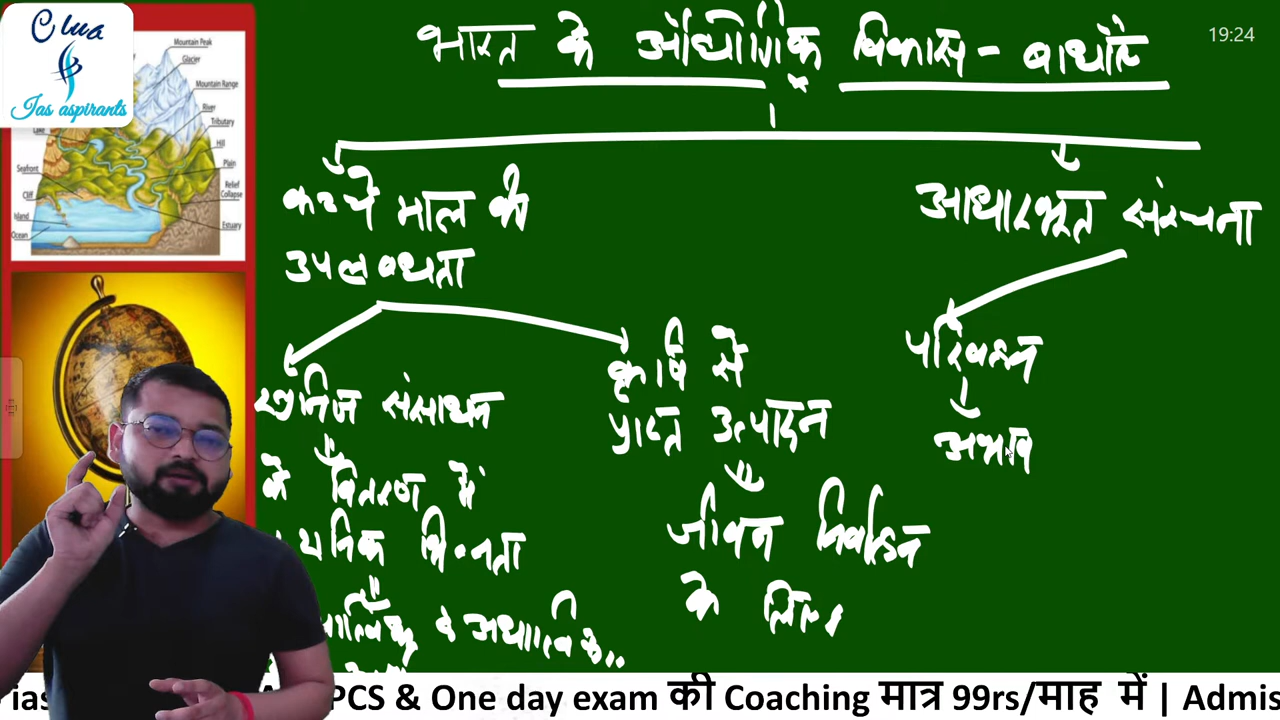 Clua
Ias aspirants
19:24
भारत के औद्योगिक विकास - बाधाएँ
कच्चे माल की
उपलब्धता
आधारभूत संरचना
खनिज संसाधन
के वितरण में
भिन्नता
धात्विक व अधात्विक..
कृषि से
प्राप्त उत्पादन
जीवन निर्वहन
के लिए
परिवहन
अभाव
Mountain Peak
Glacier
Mountain Range
River
Tributary
Hill
Plain
Relief
Collapse
Estuary
Lake
Seafront
Cliff
Island
Ocean
PCS & One day exam की Coaching मात्र 99rs/माह में |